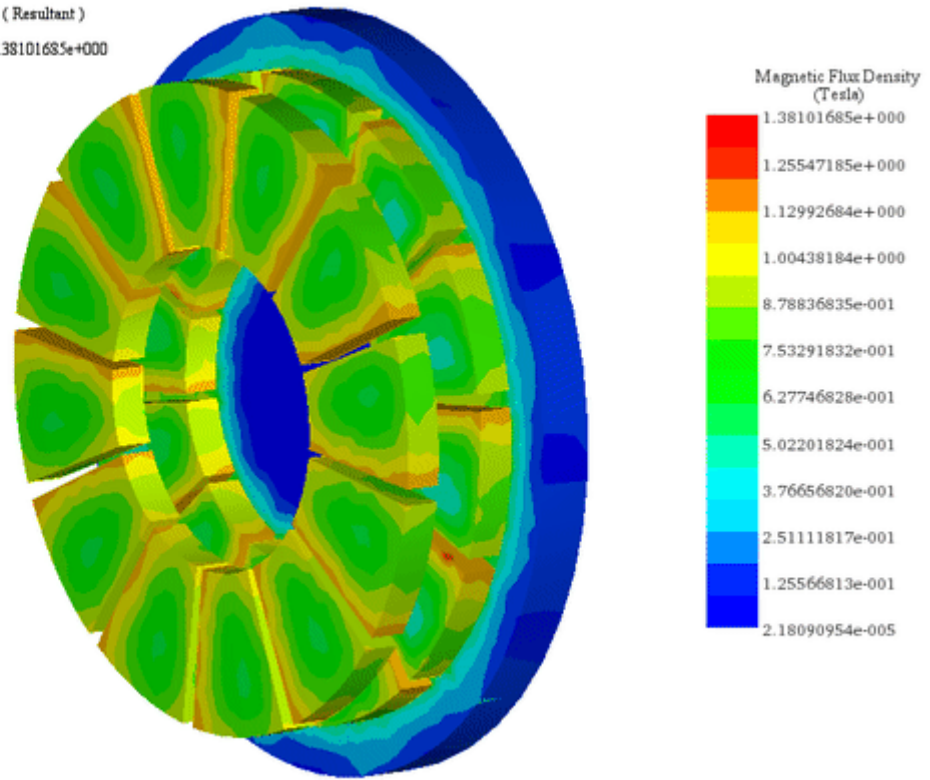 ( Resultant )
.38101685e+000
Magnetic Flux Density
(Tesla)
1.38101685e+000
1.25547185e+000
1.12992684e+000
1.00438184e+000
8.78836835e-001
7.53291832e-001
6.27746828e-001
5.02201824e-001
3.76656820e-001
2.51111817e-001
1.25566813e-001
2.18090954e-005